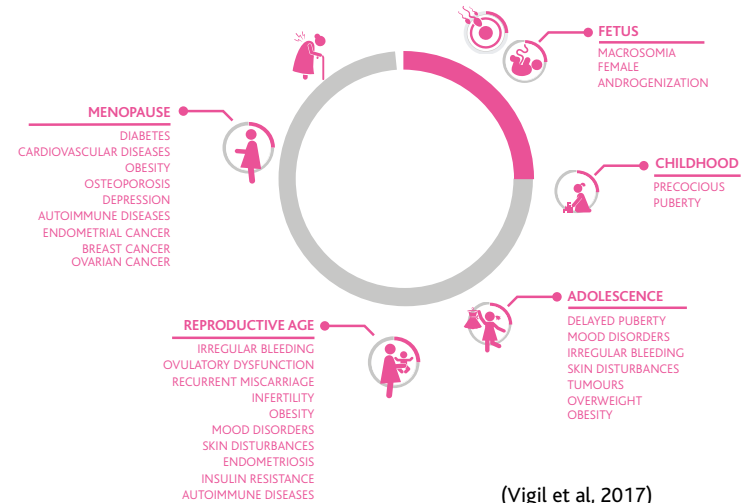 FETUS
MACROSOMIA
FEMALE
ANDROGENIZATION
CHILDHOOD
PRECOCIOUS
PUBERTY
ADOLESCENCE
DELAYED PUBERTY
MOOD DISORDERS
IRREGULAR BLEEDING
SKIN DISTURBANCES
TUMOURS
OVERWEIGHT
OBESITY
REPRODUCTIVE AGE
IRREGULAR BLEEDING
OVULATORY DYSFUNCTION
RECURRENT MISCARRIAGE
INFERTILITY
OBESITY
MOOD DISORDERS
SKIN DISTURBANCES
ENDOMETRIOSIS
INSULIN RESISTANCE
AUTOIMMUNE DISEASES
MENOPAUSE
DIABETES
CARDIOVASCULAR DISEASES
OBESITY
OSTEOPOROSIS
DEPRESSION
AUTOIMMUNE DISEASES
ENDOMETRIAL CANCER
BREAST CANCER
OVARIAN CANCER
(Vigil et al, 2017)